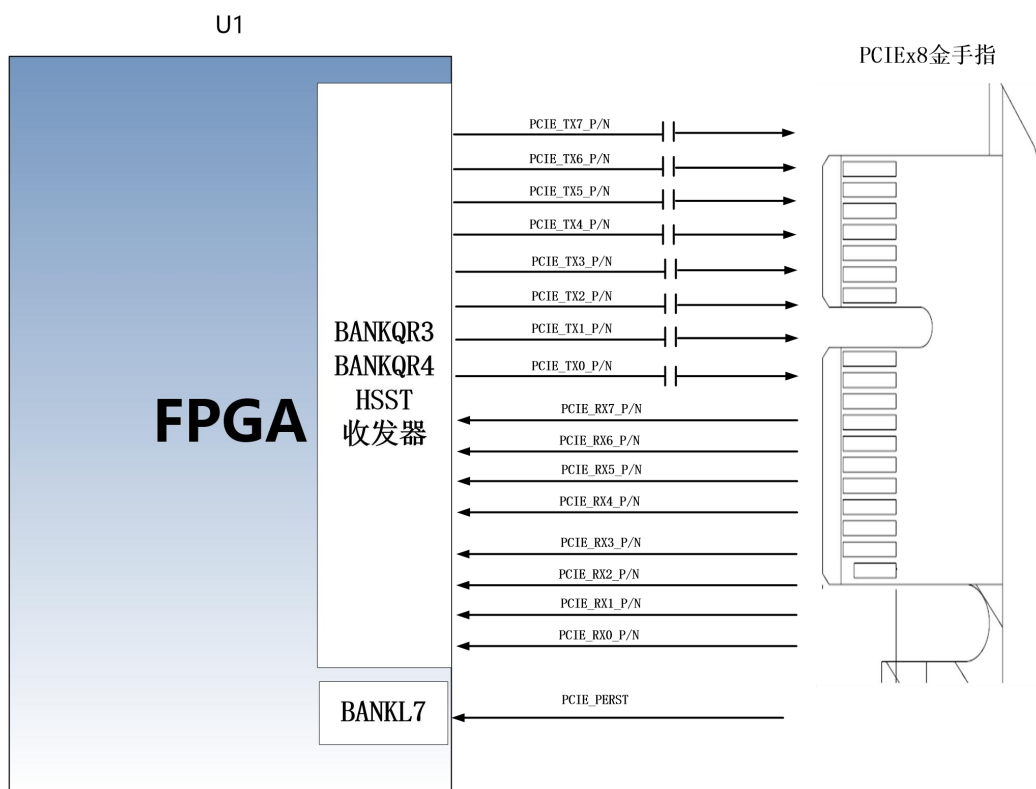 U1
PCIEx8金手指
PCIE_TX7_P/N
PCIE_TX6_P/N
PCIE_TX5_P/N
PCIE_TX4_P/N
PCIE_TX3_P/N
PCIE_TX2_P/N
PCIE_TX1_P/N
PCIE_TX0_P/N
FPGA
BANKQR3
BANKQR4
HSST
收发器
PCIE_RX7_P/N
PCIE_RX6_P/N
PCIE_RX5_P/N
PCIE_RX4_P/N
PCIE_RX3_P/N
PCIE_RX2_P/N
PCIE_RX1_P/N
PCIE_RX0_P/N
BANKL7
PCIE_PERST